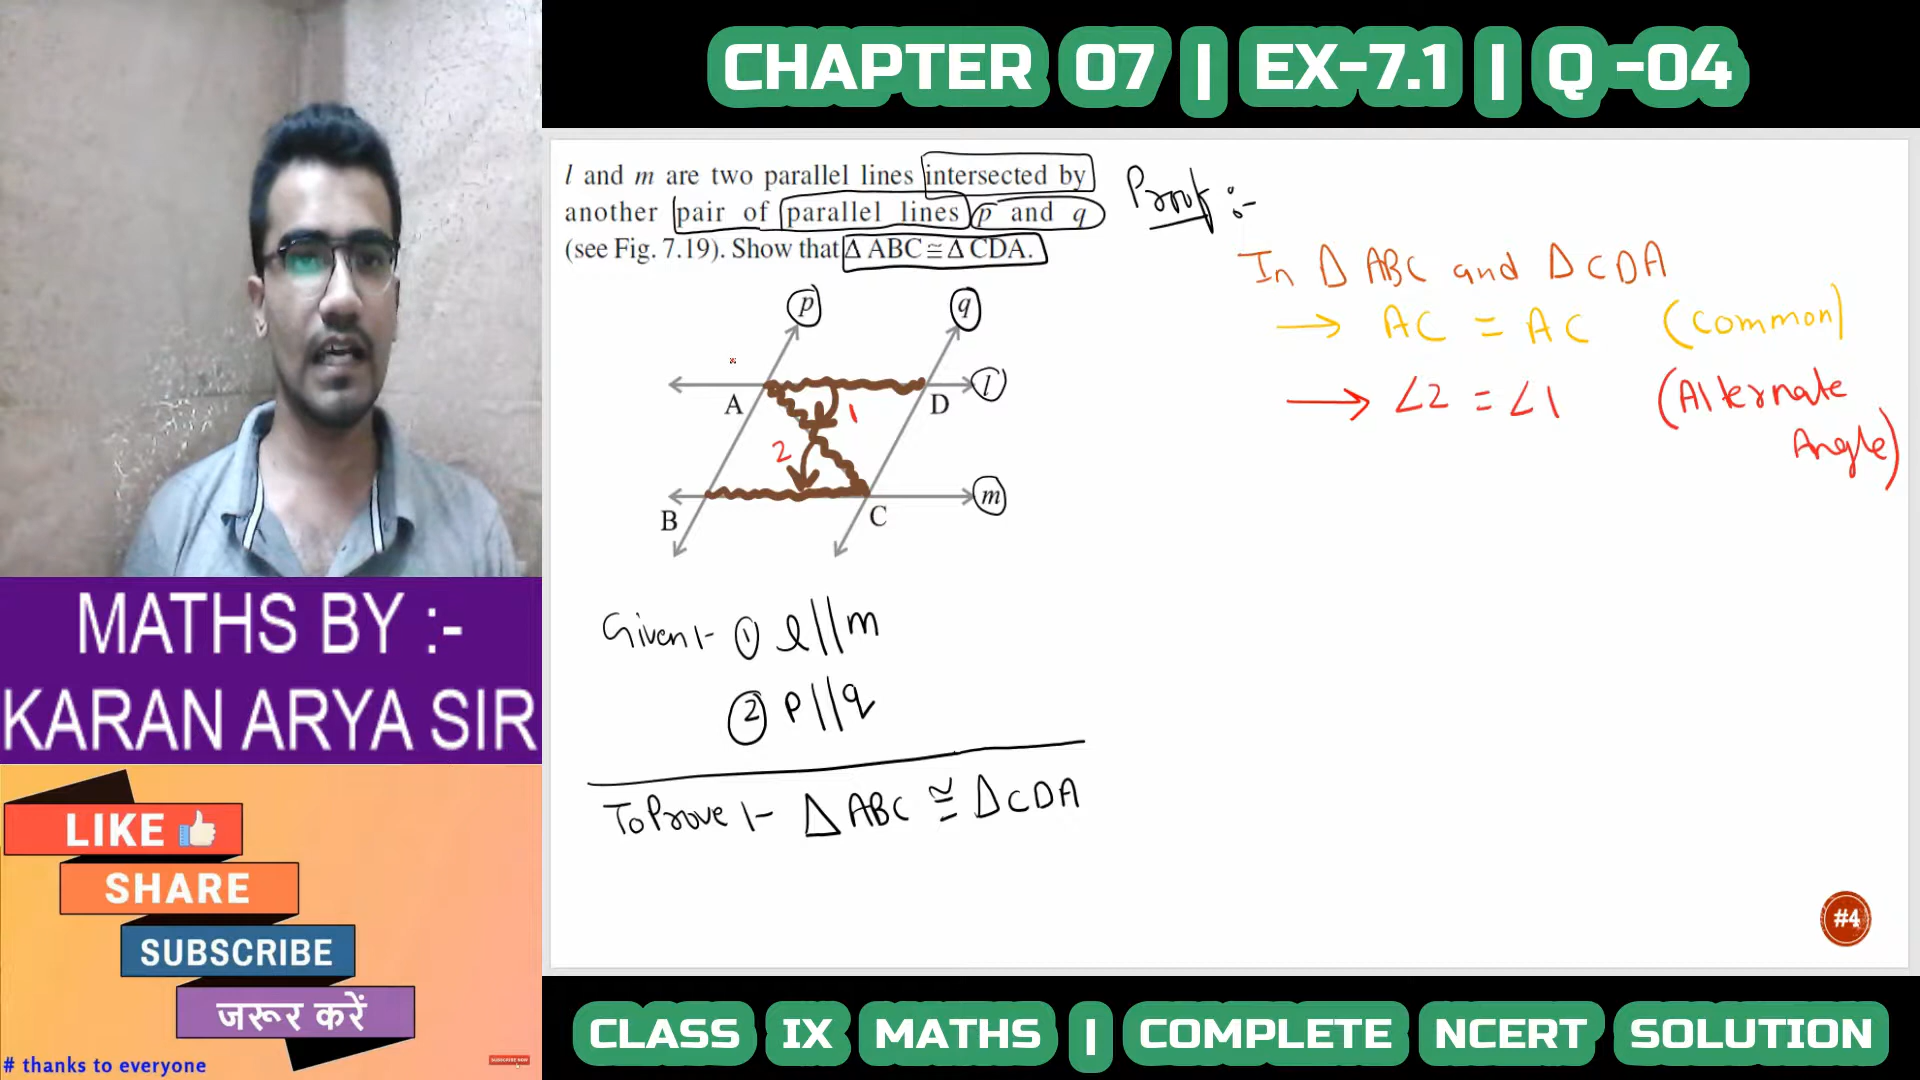 CHAPTER 07 | EX-7.1 | Q -04
l and m are two parallel lines intersected by
another pair of parallel lines p and q
(see Fig. 7.19). Show that Δ ABC ≅ Δ CDA.
p
q
A
D
l
1
2
B
C
m
Given :- ① l||m
② p||q
To Prove :- Δ ABC ≅ Δ CDA
Proof :-
In Δ ABC and Δ CDA
→ AC = AC (common)
→ ∠2 = ∠1 (Alternate
Angle)
#4
MATHS BY :-
KARAN ARYA SIR
LIKE
SHARE
SUBSCRIBE
जरूर करें
# thanks to everyone
SUBSCRIBE NOW
CLASS IX MATHS | COMPLETE NCERT SOLUTION